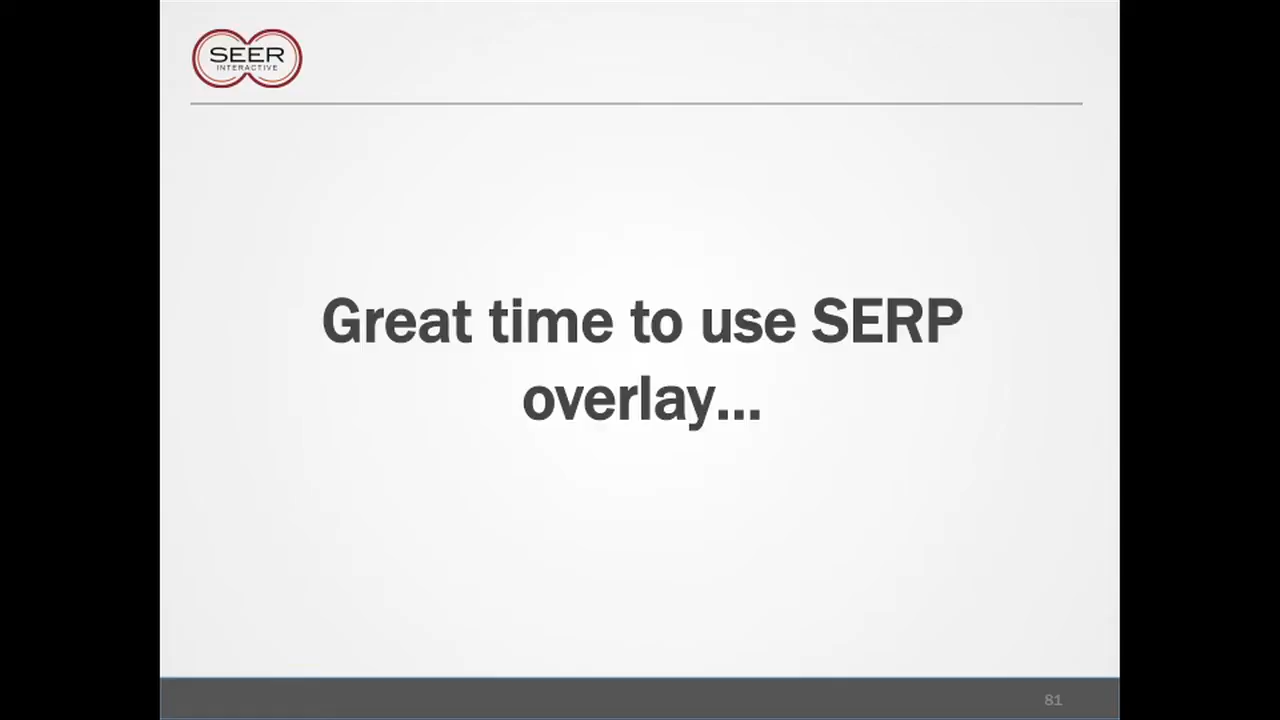 SEER
INTERACTIVE
Great time to use SERP
overlay...
81